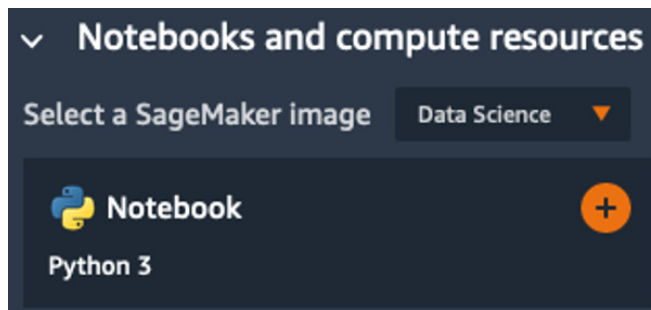 Notebooks and compute resources
Select a SageMaker image Data Science
Notebook
Python 3